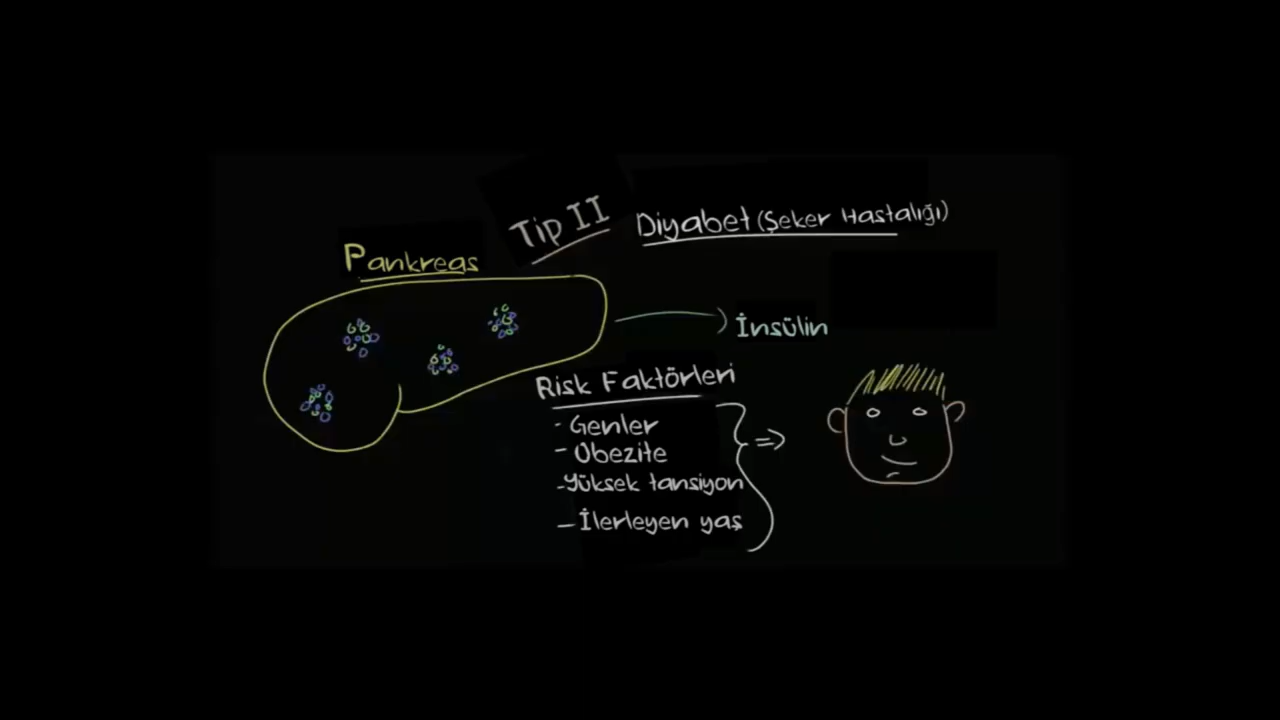 Tip II Diyabet (Şeker Hastalığı)
Pankreas
İnsülin
Risk Faktörleri
- Genler
- Obezite
- Yüksek tansiyon
- İlerleyen yaş